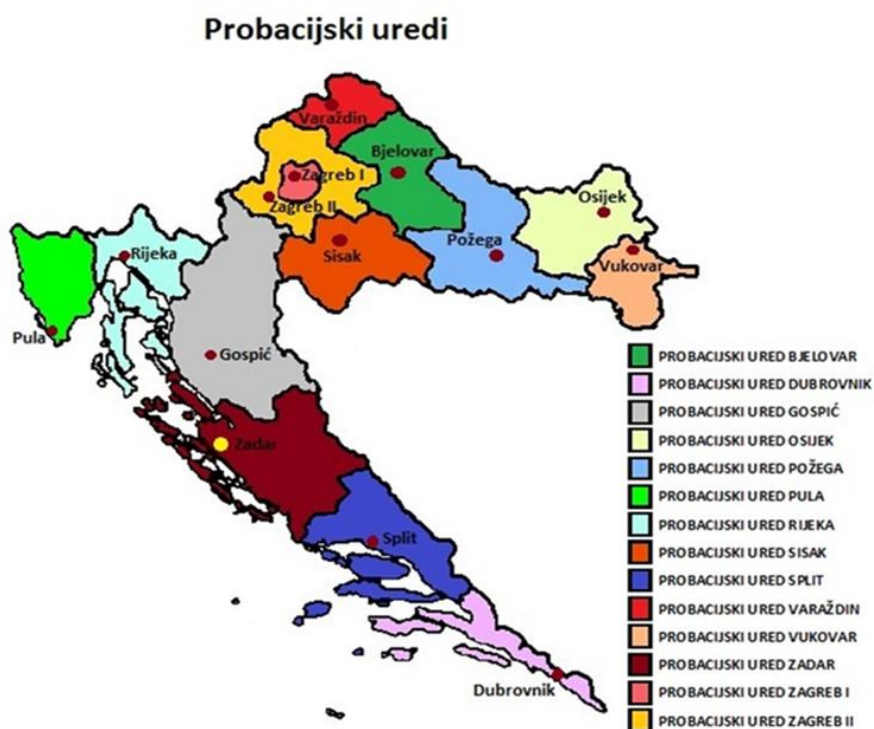 Probacijski uredi
Varaždin
Bjelovar
Zagreb I
Zagreb II
Osijek
Požega
Sisak
Vukovar
Rijeka
Pula
Gospić
Zadar
Split
Dubrovnik
PROBACIJSKI URED BJELOVAR
PROBACIJSKI URED DUBROVNIK
PROBACIJSKI URED GOSPIĆ
PROBACIJSKI URED OSIJEK
PROBACIJSKI URED POŽEGA
PROBACIJSKI URED PULA
PROBACIJSKI URED RIJEKA
PROBACIJSKI URED SISAK
PROBACIJSKI URED SPLIT
PROBACIJSKI URED VARAŽDIN
PROBACIJSKI URED VUKOVAR
PROBACIJSKI URED ZADAR
PROBACIJSKI URED ZAGREB I
PROBACIJSKI URED ZAGREB II